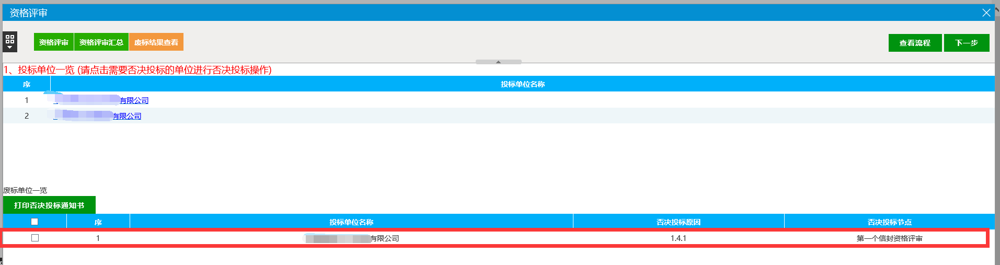 资格评审
资格评审 资格评审汇总 废标结果查看 查看流程 下一步
1、投标单位一览 (请点击需要否决投标的单位进行否决投标操作)
序 投标单位名称
1 有限公司
2 有限公司
废标单位一览
打印否决投标通知书
序 投标单位名称 否决投标原因 否决投标节点
1 有限公司 1.4.1 第一个信封资格评审